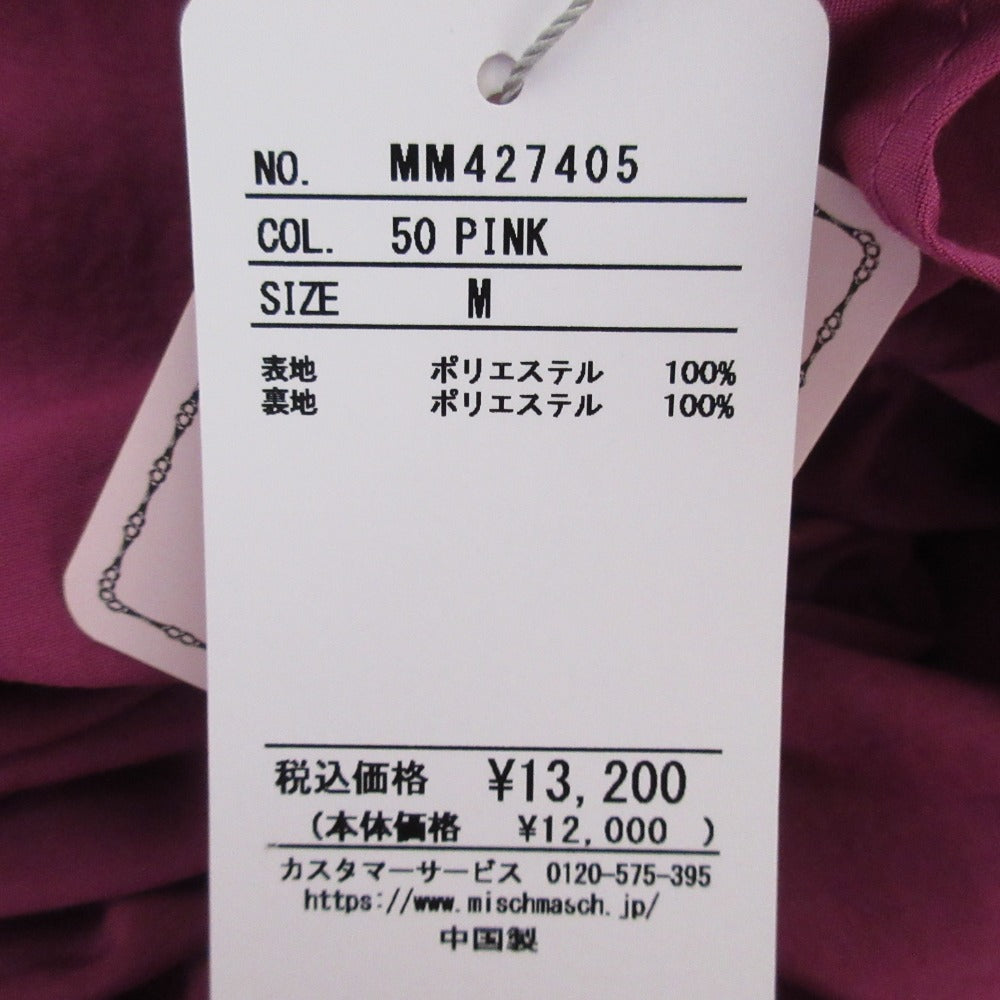 NO. MM427405
COL. 50 PINK
SIZE M
表地 ポリエステル 100%
裏地 ポリエステル 100%
税込価格 ¥13,200
(本体価格 ¥12,000 )
カスタマーサービス 0120-575-395
https://www.mischmasch.jp/
中国製